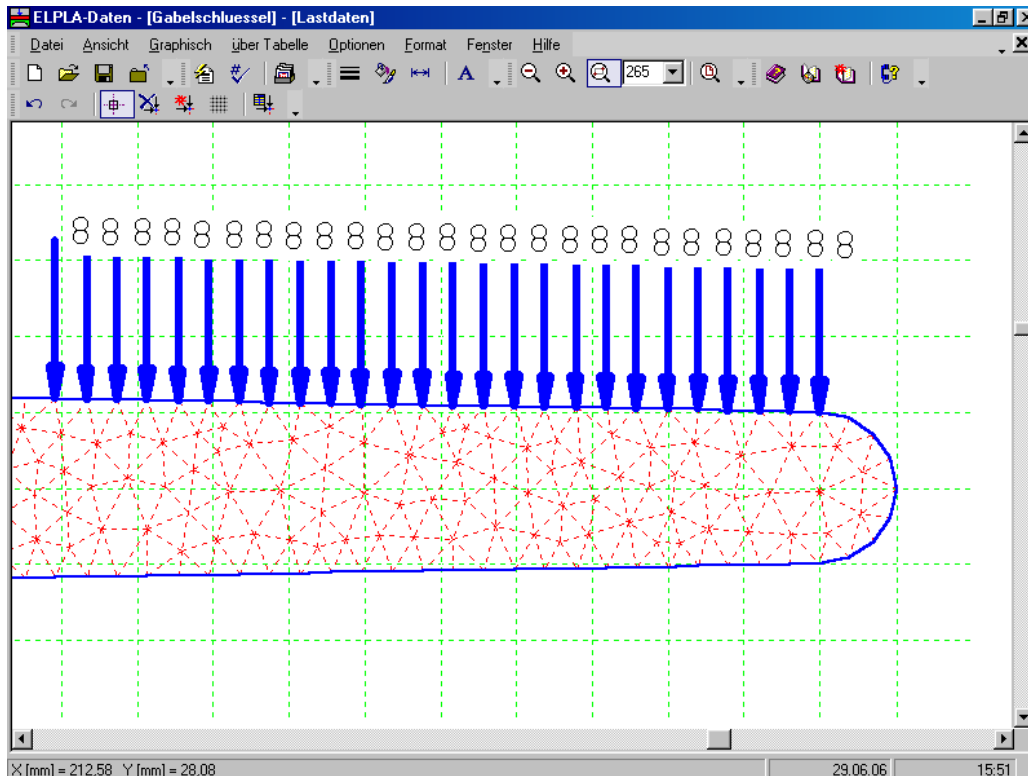 ELPLA-Daten - [Gabelschluessel] - [Lastdaten]
Datei Ansicht Graphisch über Tabelle Optionen Format Fenster Hilfe
A 265
8 8 8 8 8 8 8 8 8 8 8 8 8 8 8 8 8 8 8 8 8 8 8 8 8 8
X [mm] = 212.58 Y [mm] = 28.08 29.06.06 15:51